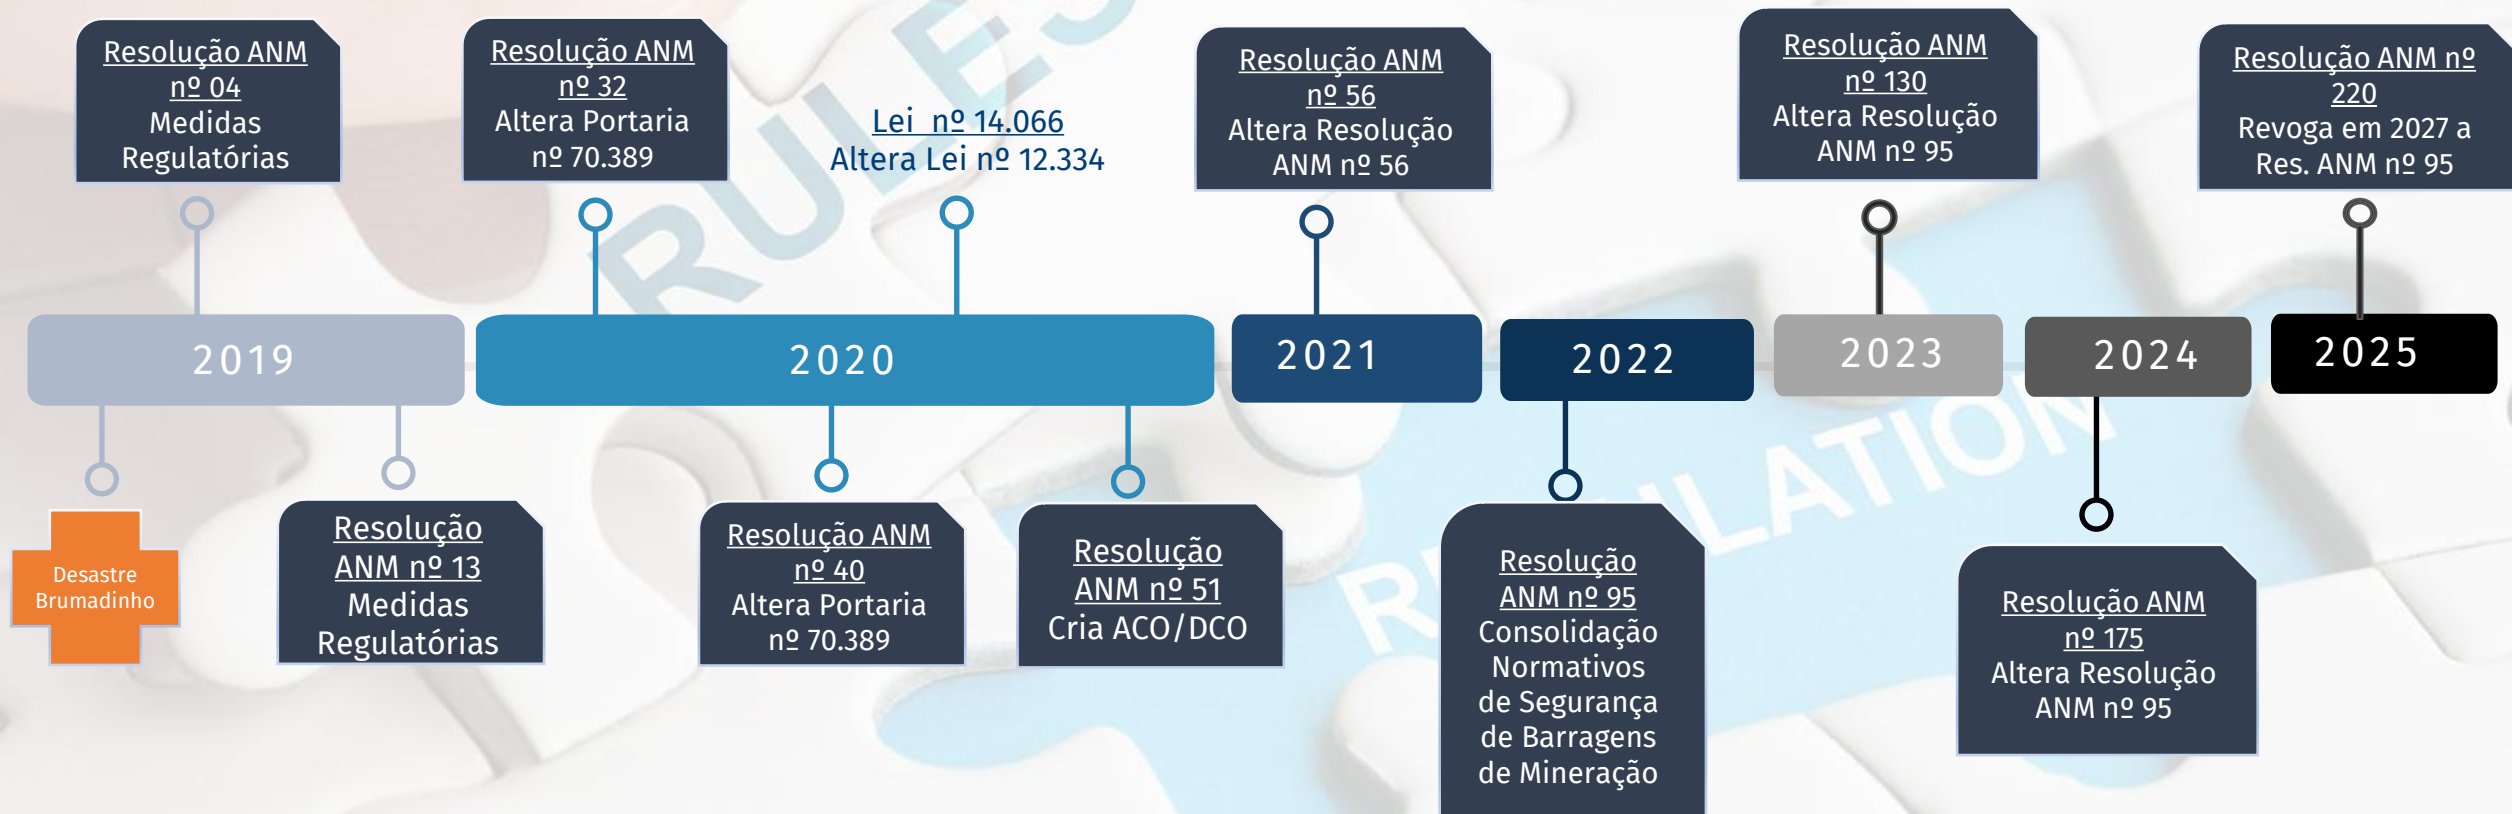 Resolução ANM
nº 04
Medidas
Regulatórias
Resolução ANM
nº 32
Altera Portaria
nº 70.389
Lei nº 14.066
Altera Lei nº 12.334
Resolução ANM
nº 56
Altera Resolução
ANM nº 56
Resolução ANM
nº 130
Altera Resolução
ANM nº 95
Resolução ANM nº
220
Revoga em 2027 a
Res. ANM nº 95
RULES
2019
2020
2021
2022
2023
2024
2025
REGULATION
Desastre
Brumadinho
Resolução
ANM nº 13
Medidas
Regulatórias
Resolução ANM
nº 40
Altera Portaria
nº 70.389
Resolução
ANM nº 51
Cria ACO/DCO
Resolução
ANM nº 95
Consolidação
Normativos
de Segurança
de Barragens
de Mineração
Resolução ANM
nº 175
Altera Resolução
ANM nº 95